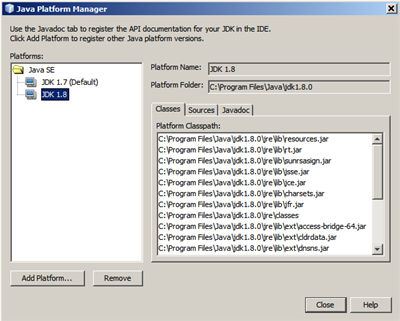 Java Platform Manager
Use the Javadoc tab to register the API documentation for your JDK in the IDE.
Click Add Platform to register other Java platform versions.
Platforms:
Java SE
JDK 1.7 (Default)
JDK 1.8
Platform Name:
JDK 1.8
Platform Folder:
C:\Program Files\Java\jdk1.8.0
Classes
Sources
Javadoc
Platform Classpath:
C:\Program Files\Java\jdk1.8.0\jre\lib\resources.jar
C:\Program Files\Java\jdk1.8.0\jre\lib\rt.jar
C:\Program Files\Java\jdk1.8.0\jre\lib\sunrsasign.jar
C:\Program Files\Java\jdk1.8.0\jre\lib\jsse.jar
C:\Program Files\Java\jdk1.8.0\jre\lib\jce.jar
C:\Program Files\Java\jdk1.8.0\jre\lib\charsets.jar
C:\Program Files\Java\jdk1.8.0\jre\lib\jfr.jar
C:\Program Files\Java\jdk1.8.0\jre\classes
C:\Program Files\Java\jdk1.8.0\jre\lib\ext\access-bridge-64.jar
C:\Program Files\Java\jdk1.8.0\jre\lib\ext\cldrdata.jar
C:\Program Files\Java\jdk1.8.0\jre\lib\ext\dnsns.jar
Add Platform...
Remove
Close
Help